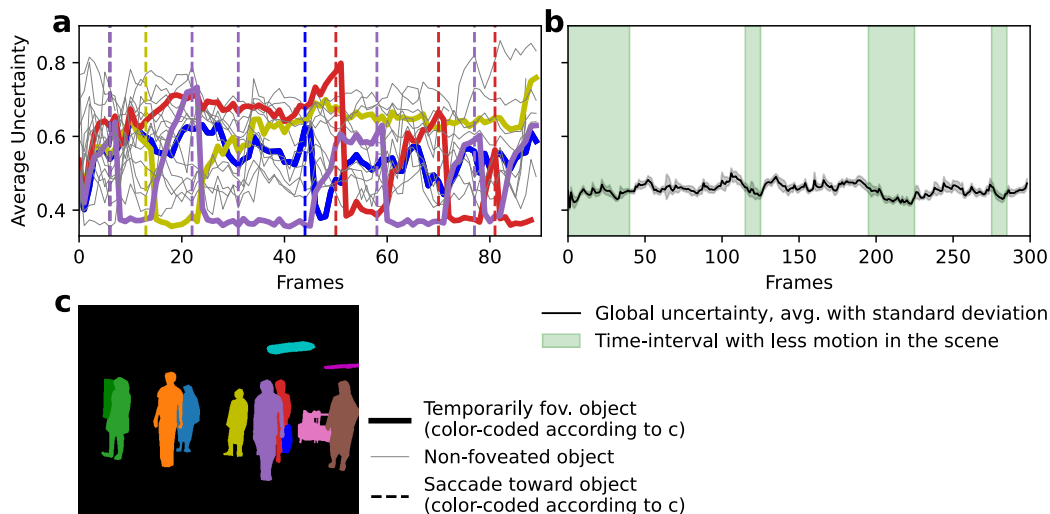 a
b
Average Uncertainty
0.8
0.6
0.4
0 20 40 60 80
Frames
0 50 100 150 200 250 300
Frames
c
Global uncertainty, avg. with standard deviation
Time-interval with less motion in the scene
Temporarily fov. object
(color-coded according to c)
Non-foveated object
Saccade toward object
(color-coded according to c)